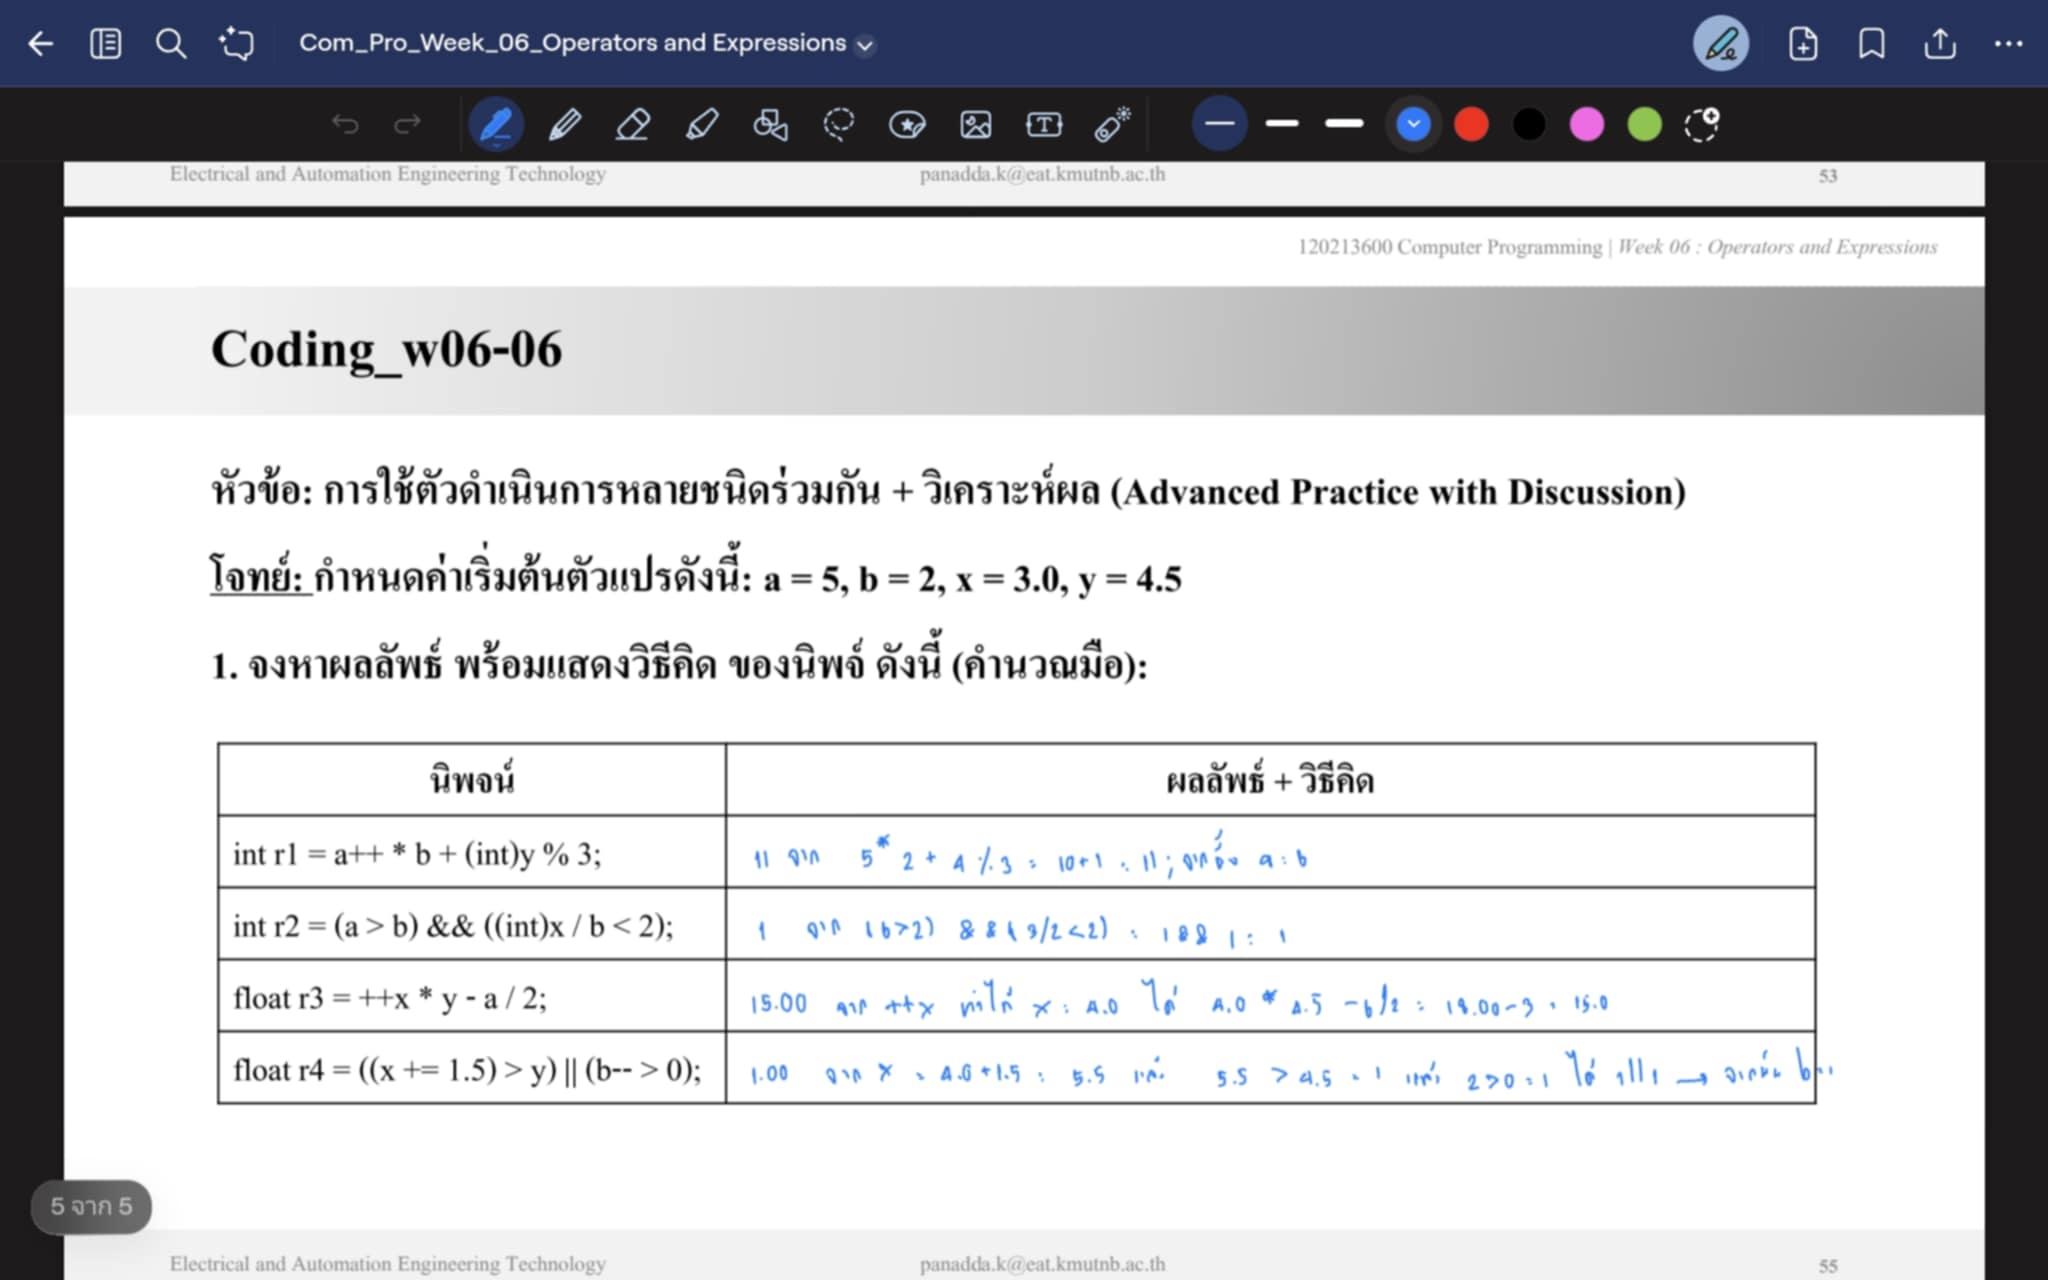 Com_Pro_Week_06_Operators and Expressions
Electrical and Automation Engineering Technology panadda.k@eat.kmutnb.ac.th 53
120213600 Computer Programming | Week 06 : Operators and Expressions
Coding_w06-06
หัวข้อ: การใช้ตัวดำเนินการหลายชนิดร่วมกัน + วิเคราะห์ผล (Advanced Practice with Discussion)
โจทย์: กำหนดค่าเริ่มต้นตัวแปรดังนี้: a = 5, b = 2, x = 3.0, y = 4.5
1. จงหาผลลัพธ์ พร้อมแสดงวิธีคิด ของนิพจ์ ดังนี้ (คำนวณมือ):
นิพจน์ ผลลัพธ์ + วิธีคิด
int r1 = a++ * b + (int)y % 3; 11 จาก 5 * 2 + 4 % 3 = 10+1 = 11 ; จากนั้น a = 6
int r2 = (a > b) && ((int)x / b < 2); 1 จาก (6>2) && (3/2<2) = 1 && 1 = 1
float r3 = ++x * y - a / 2; 15.00 จาก ++x ทำให้ x = 4.0 ได้ 4.0 * 4.5 - 6/2 = 18.00-3 = 15.0
float r4 = ((x += 1.5) > y) || (b-- > 0); 1.00 จาก x = 4.0+1.5 = 5.5 แล้ว 5.5 > 4.5 = 1 แล้ว 2>0 = 1 ได้ 1||1 → จากนั้น b
5 จาก 5
Electrical and Automation Engineering Technology panadda.k@eat.kmutnb.ac.th 55